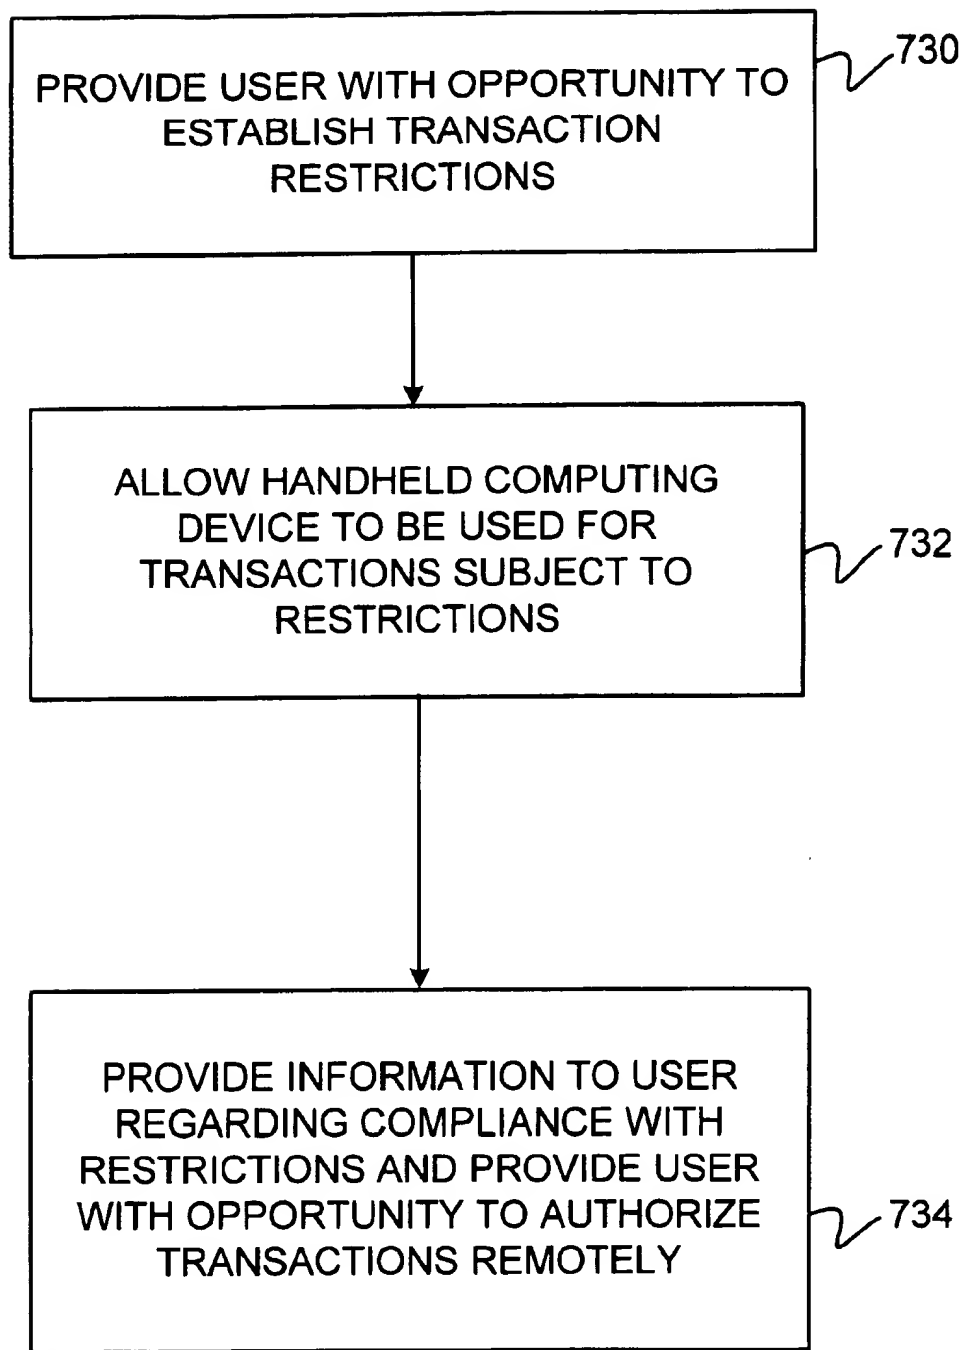 PROVIDE USER WITH OPPORTUNITY TO
ESTABLISH TRANSACTION
RESTRICTIONS
730
ALLOW HANDHELD COMPUTING
DEVICE TO BE USED FOR
TRANSACTIONS SUBJECT TO
RESTRICTIONS
732
PROVIDE INFORMATION TO USER
REGARDING COMPLIANCE WITH
RESTRICTIONS AND PROVIDE USER
WITH OPPORTUNITY TO AUTHORIZE
TRANSACTIONS REMOTELY
734